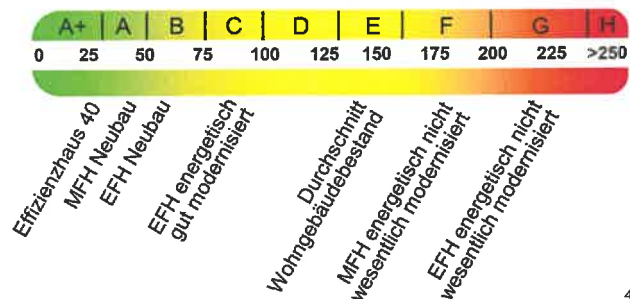 A+ A B C D E F G H
0 25 50 75 100 125 150 175 200 225 >250
Effizienzhaus 40
MFH Neubau
EFH Neubau
EFH energetisch
gut modernisiert
Durchschnitt
Wohngebäudebestand
MFH energetisch nicht
wesentlich modernisiert
EFH energetisch nicht
wesentlich modernisiert
4